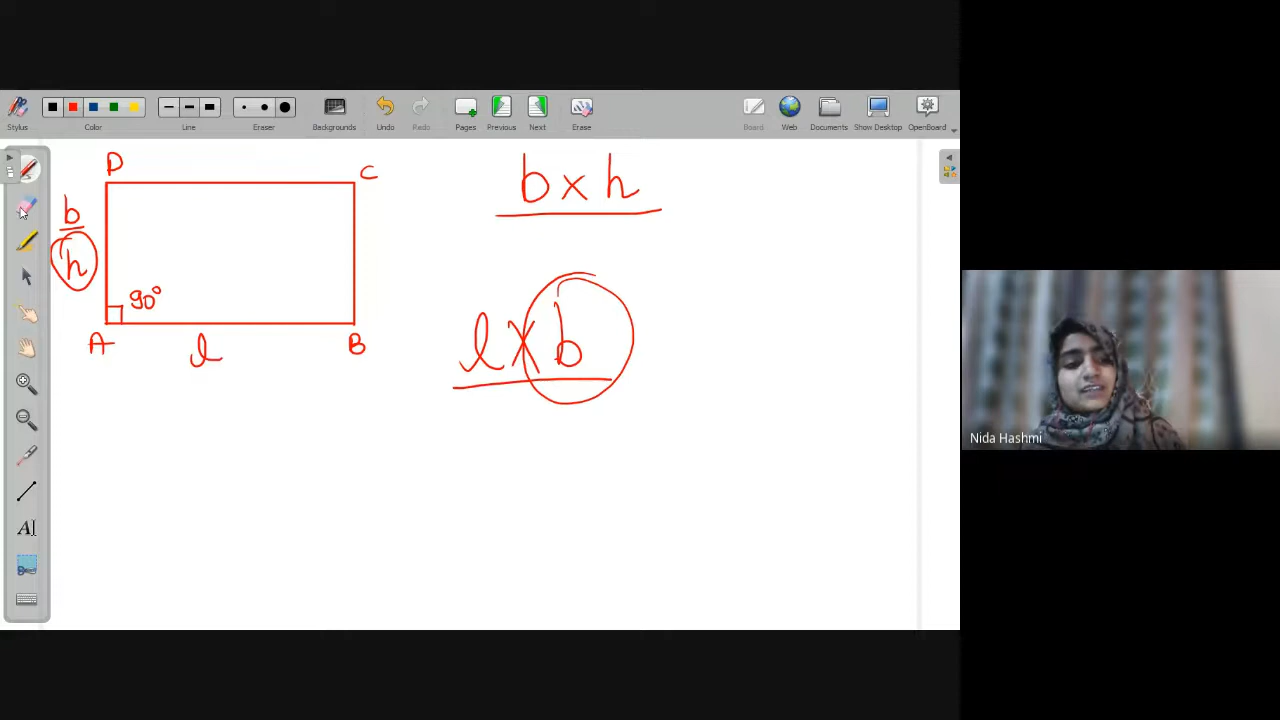 Stylus
Color
Line
Eraser
Backgrounds
Undo
Redo
Pages
Previous
Next
Erase
Board
Web
Documents
Show Desktop
OpenBoard
D
C
b
h
90°
A
l
B
b x h
l x b
A
Nida Hashmi